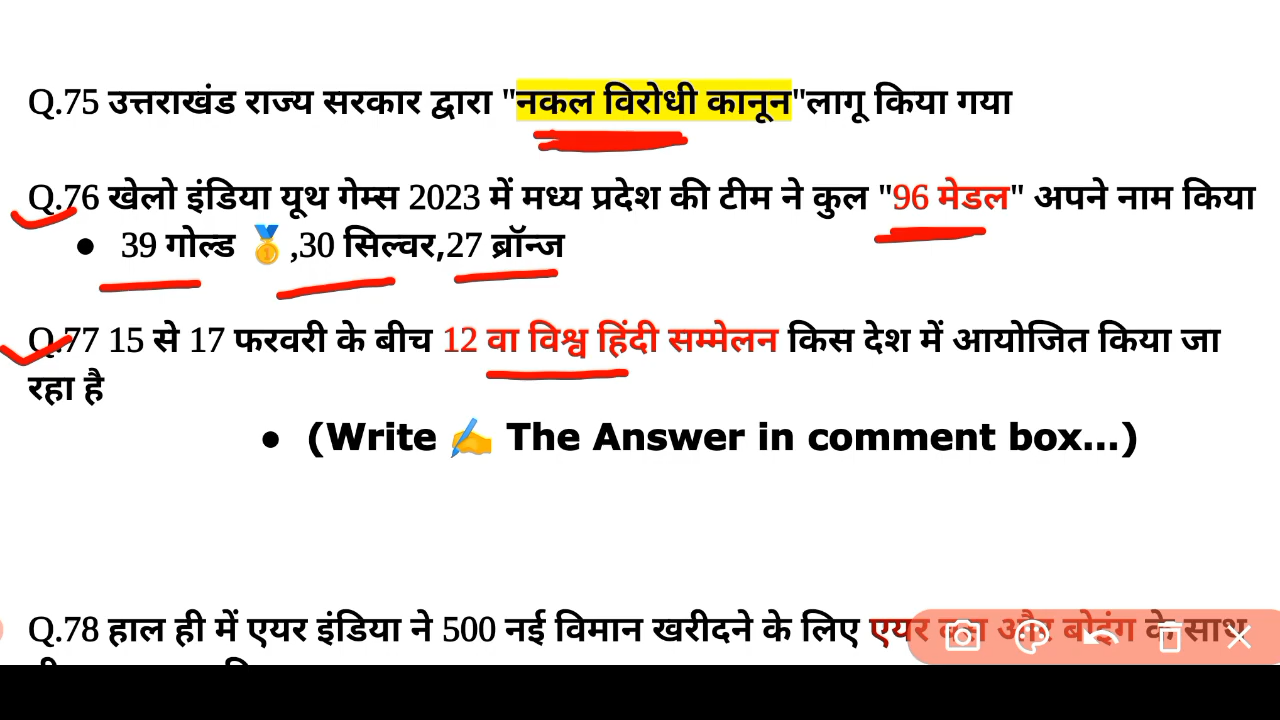 Q.75 उत्तराखंड राज्य सरकार द्वारा "नकल विरोधी कानून"लागू किया गया
Q.76 खेलो इंडिया यूथ गेम्स 2023 में मध्य प्रदेश की टीम ने कुल "96 मेडल" अपने नाम किया
● 39 गोल्ड 🥇,30 सिल्वर,27 ब्रॉन्ज
Q.77 15 से 17 फरवरी के बीच 12 वा विश्व हिंदी सम्मेलन किस देश में आयोजित किया जा
रहा है
● (Write ✍️ The Answer in comment box...)
Q.78 हाल ही में एयर इंडिया ने 500 नई विमान खरीदने के लिए एयर और बोइंग के साथ